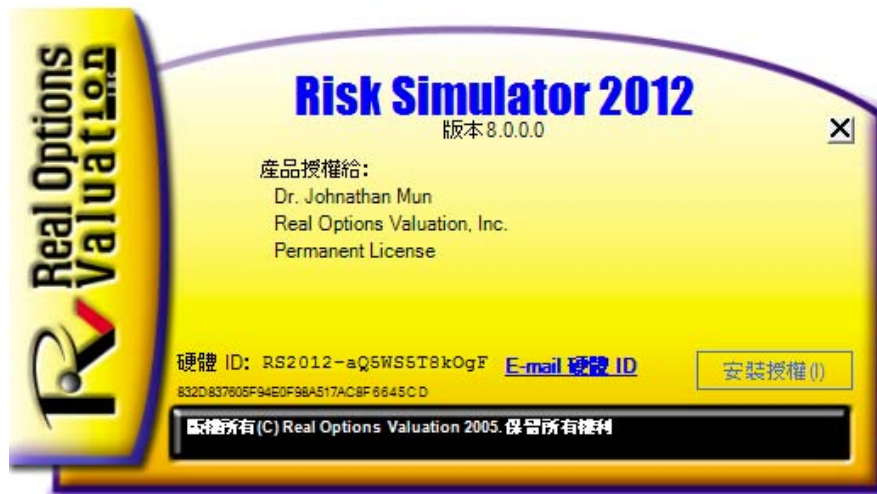 Real Options
Valuation
INC
Risk Simulator 2012
版本 8.0.0.0
產品授權給:
Dr. Johnathan Mun
Real Options Valuation, Inc.
Permanent License
硬體 ID: RS2012-aQ5WS5T8kOgF E-mail 硬體 ID
安裝授權(I)
832D837605F94E0F98A517AC8F6645CD
版權所有(C) Real Options Valuation 2005. 保留所有權利